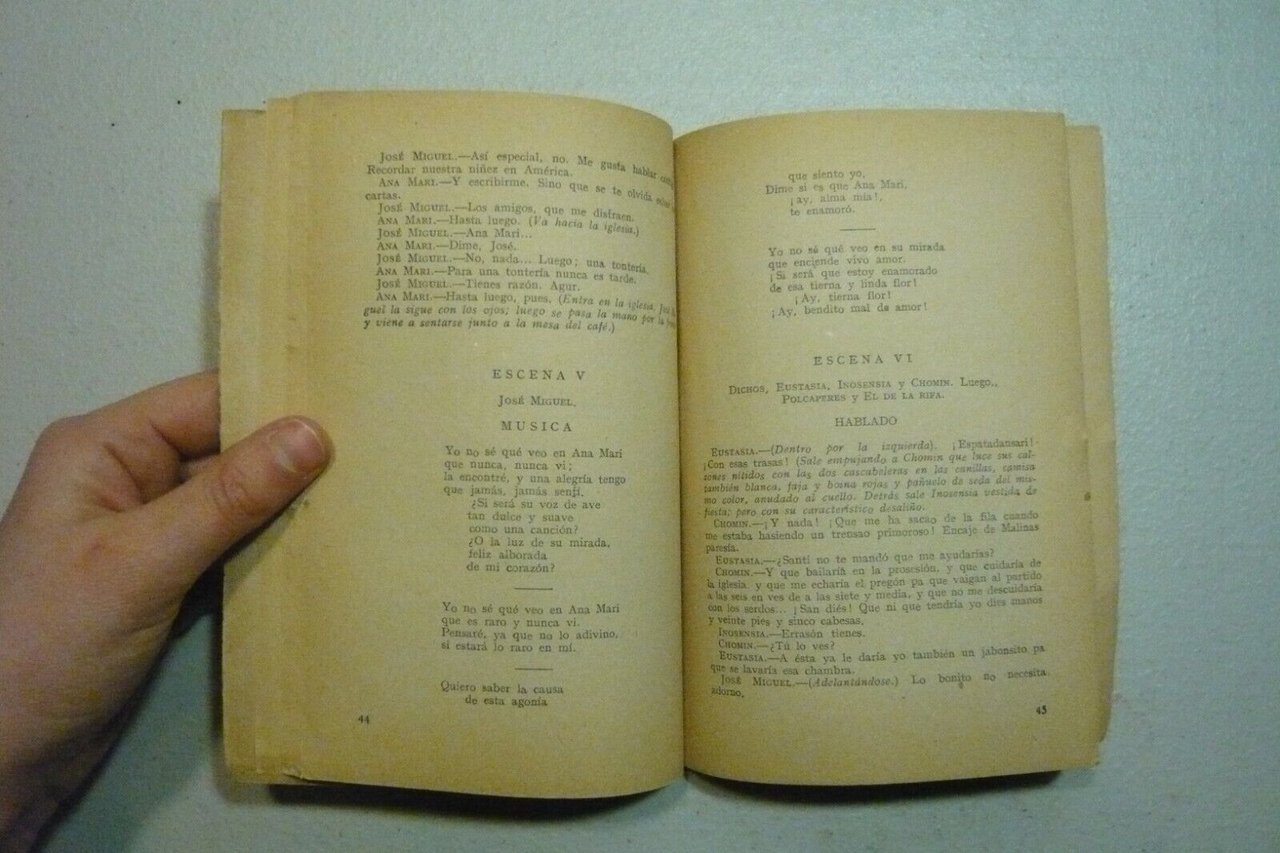 JOSÉ MIGUEL.—Así especial, no. Me gusta hablar
Recordar nuestra niñez en América.
ANA MARI.—Y escribirme. Sino que se te olvida
cartas.
JOSÉ MIGUEL.—Los amigos, que me distraen.
ANA MARI.—Hasta luego. (Va hacia la iglesia.)
JOSÉ MIGUEL.—Ana Mari...
ANA MARI.—Dime, José.
JOSÉ MIGUEL.—No, nada... Luego; una tontería.
ANA MARI.—Para una tontería nunca es tarde.
JOSÉ MIGUEL.—Tienes razón. Agur.
ANA MARI.—Hasta luego, pues. (Entra en la iglesia. José
guel la sigue con los ojos; luego se pasa la mano por la
y viene a sentarse junto a la mesa del café.)
ESCENA V
JOSÉ MIGUEL.
MUSICA
Yo no sé qué veo en Ana Mari
que nunca, nunca vi;
la encontré, y una alegría tengo
que jamás, jamás sentí.
¿Si será su voz de ave
tan dulce y suave
como una canción?
¿O la luz de su mirada,
feliz alborada
de mi corazón?
Yo no sé qué veo en Ana Mari
que es raro y nunca vi.
Pensaré, ya que no lo adivino,
si estará lo raro en mí.
Quiero saber la causa
de esta agonía
44
que siento yo,
Dime si es que Ana Mari,
¡ay, alma mía!,
te enamoró.
Yo no sé qué veo en su mirada
que enciende vivo amor.
¡Si será que estoy enamorado
de esa tierna y linda flor!
¡Ay, tierna flor!
¡Ay, bendito mal de amor!
ESCENA VI
DICHOS, EUSTASIA, INOSENSIA y CHOMIN. Luego,
POLCAPERES y EL DE LA RIFA.
HABLADO
EUSTASIA.—(Dentro por la izquierda). ¡Espatadansari!
¡Con esas trasas! (Sale empujando a Chomin que luce sus cal-
zones nítidos con las dos cascabeleras en las canillas, camisa
también blanca, faja y boina rojas y pañuelo de seda del mis-
mo color, anudado al cuello. Detrás sale Inosensia vestida de
fiesta; pero con su característico desaliño.
CHOMIN.—¡Y nada! ¡Que me ha sacao de la fila cuando
me estaba hasiendo un trensao primoroso! Encaje de Malinas
paresía.
EUSTASIA.—¿Santi no te mandó que me ayudarías?
CHOMIN.—Y que bailaría en la prosesión, y que cuidaría de
la iglesia, y que me echaría el pregón pa que vaigan al partido
a las seis en ves de a las siete y media, y que no me descuidaría
con los serdos... ¡San diés! Que ni que tendría yo dies manos
y veinte pies y sinco cabesas.
INOSENSIA.—Errasón tienes.
CHOMIN.—¿Tú lo ves?
EUSTASIA.—A ésta ya le daría yo también un jabonsito pa
que se lavaría esa chambra.
JOSÉ MIGUEL.—(Adelantándose.) Lo bonito no necesita
adorno.
45